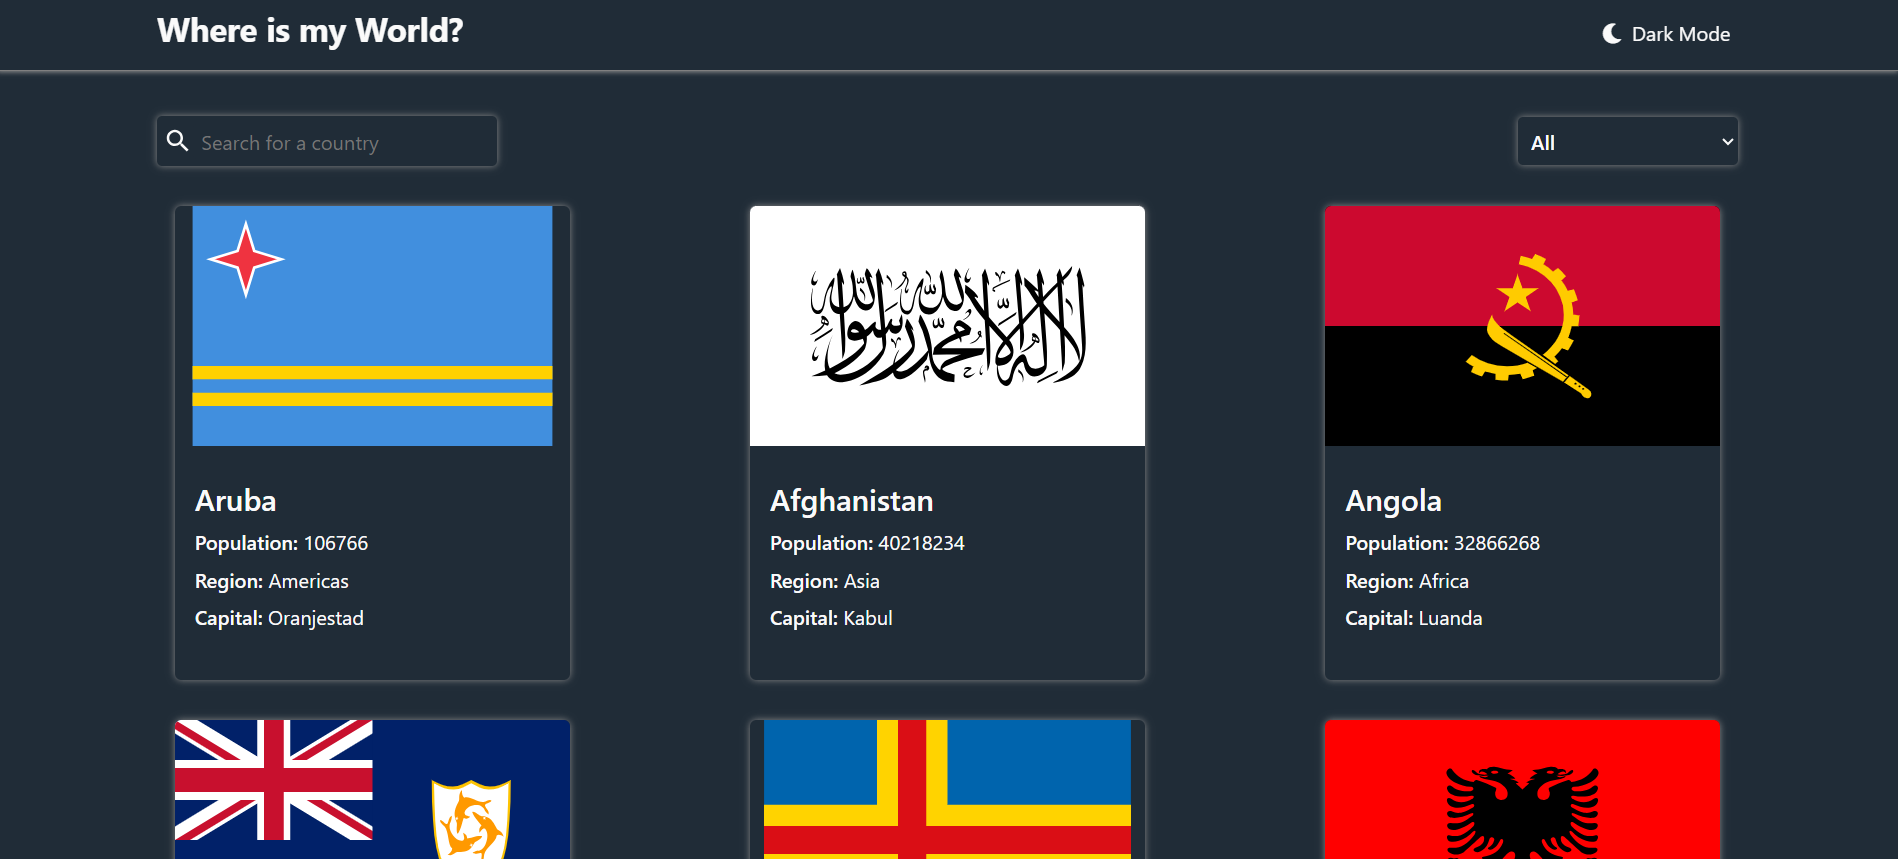 Where is my World?
Dark Mode
Search for a country
All
لا إله إلا الله محمد رسول الله
Aruba
Population: 106766
Region: Americas
Capital: Oranjestad
Afghanistan
Population: 40218234
Region: Asia
Capital: Kabul
Angola
Population: 32866268
Region: Africa
Capital: Luanda